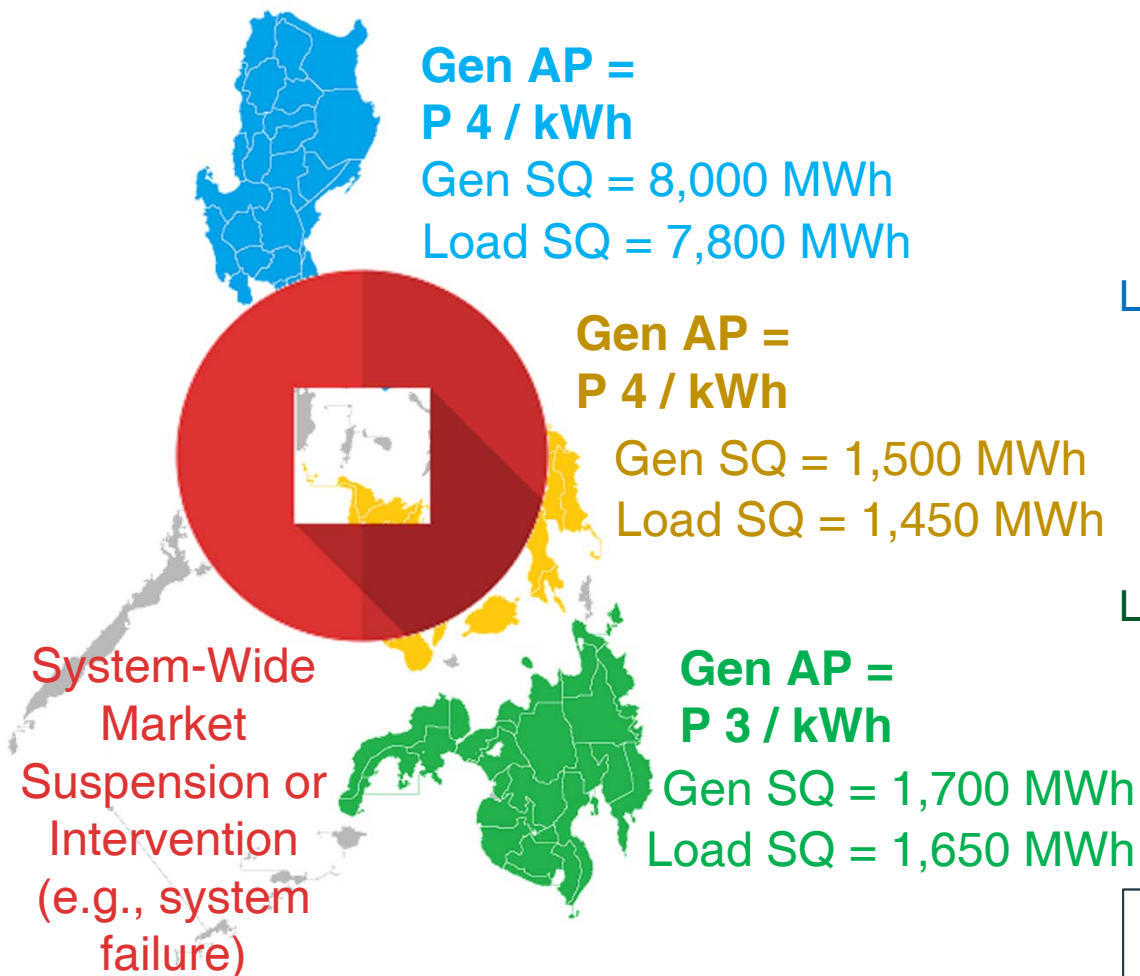 Gen AP =
P 4 / kWh
Gen SQ = 8,000 MWh
Load SQ = 7,800 MWh
L
Gen AP =
P 4 / kWh
Gen SQ = 1,500 MWh
Load SQ = 1,450 MWh
L
Gen AP =
P 3 / kWh
Gen SQ = 1,700 MWh
Load SQ = 1,650 MWh
System-Wide
Market
Suspension or
Intervention
(e.g., system
failure)